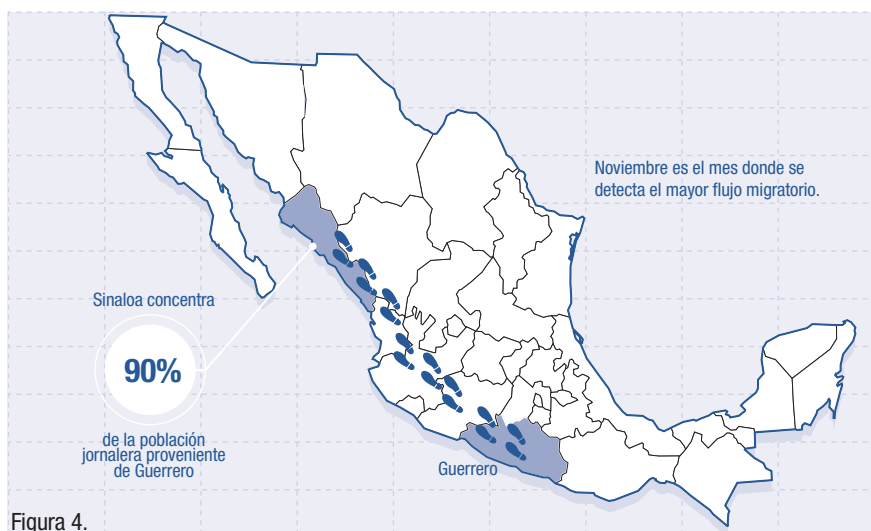 Noviembre es el mes donde se
detecta el mayor flujo migratorio.
Sinaloa concentra
90%
de la población
jornalera proveniente
de Guerrero
Guerrero
Figura 4.